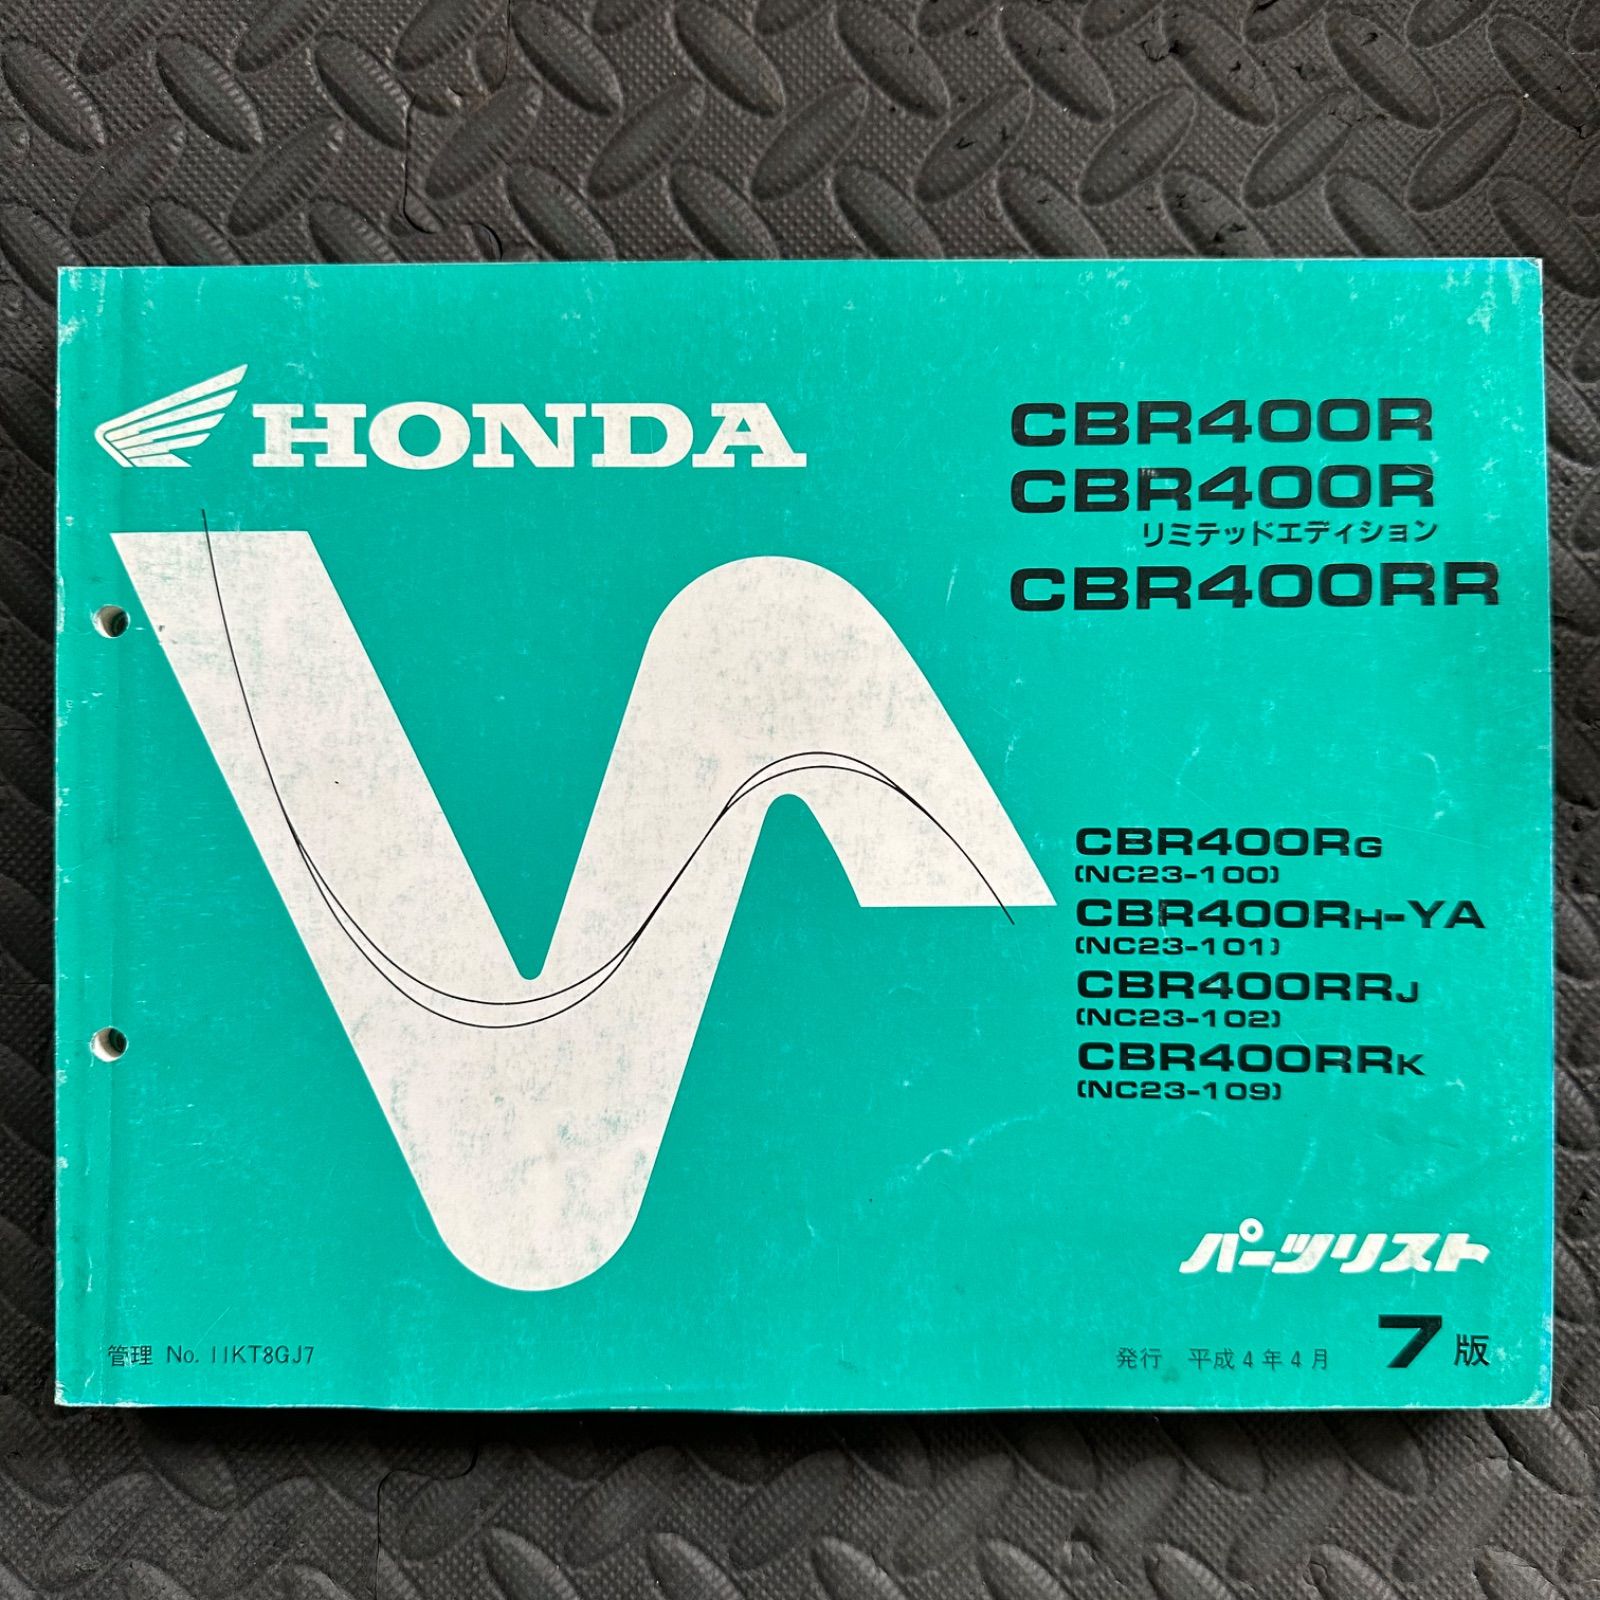 HONDA
CBR400R
CBR400R
リミテッドエディション
CBR400RR
CBR400RG
(NC23-100)
CBR400RH-YA
(NC23-101)
CBR400RRJ
(NC23-102)
CBR400RRK
(NC23-109)
パーツリスト
管理 No. 11KT8GJ7
発行 平成4年4月 7版